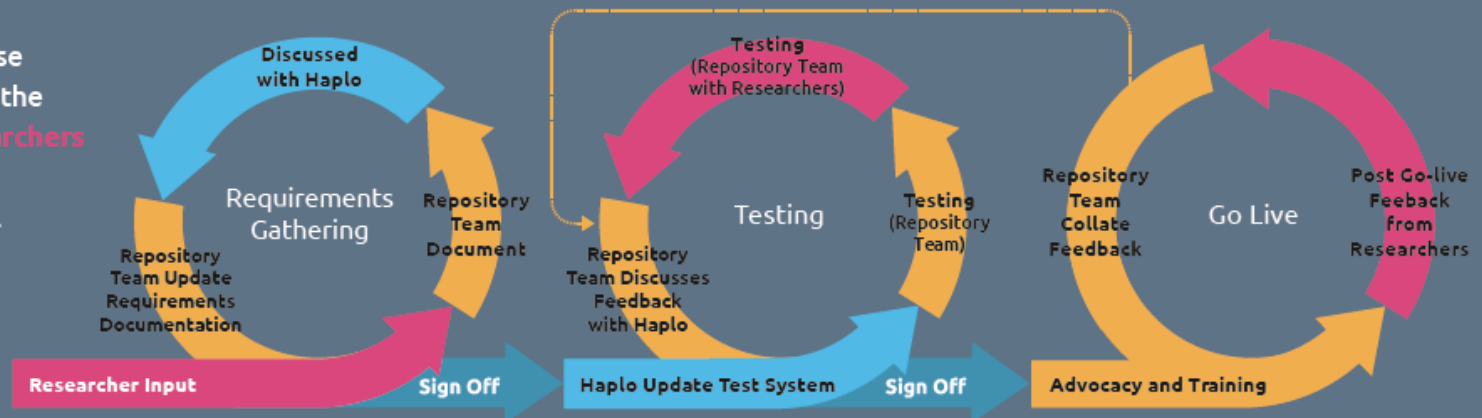 se
the
rchers
Discussed
with Haplo
Requirements
Gathering
Repository
Team
Document
Repository
Team Update
Requirements
Documentation
Researcher Input
Sign Off
Testing
(Repository Team
with Researchers)
Testing
Testing
(Repository
Team)
Repository
Team Discusses
Feedback
with Haplo
Haplo Update Test System
Sign Off
Repository
Team
Collate
Feedback
Go Live
Post Go-live
Feeback
from
Researchers
Advocacy and Training